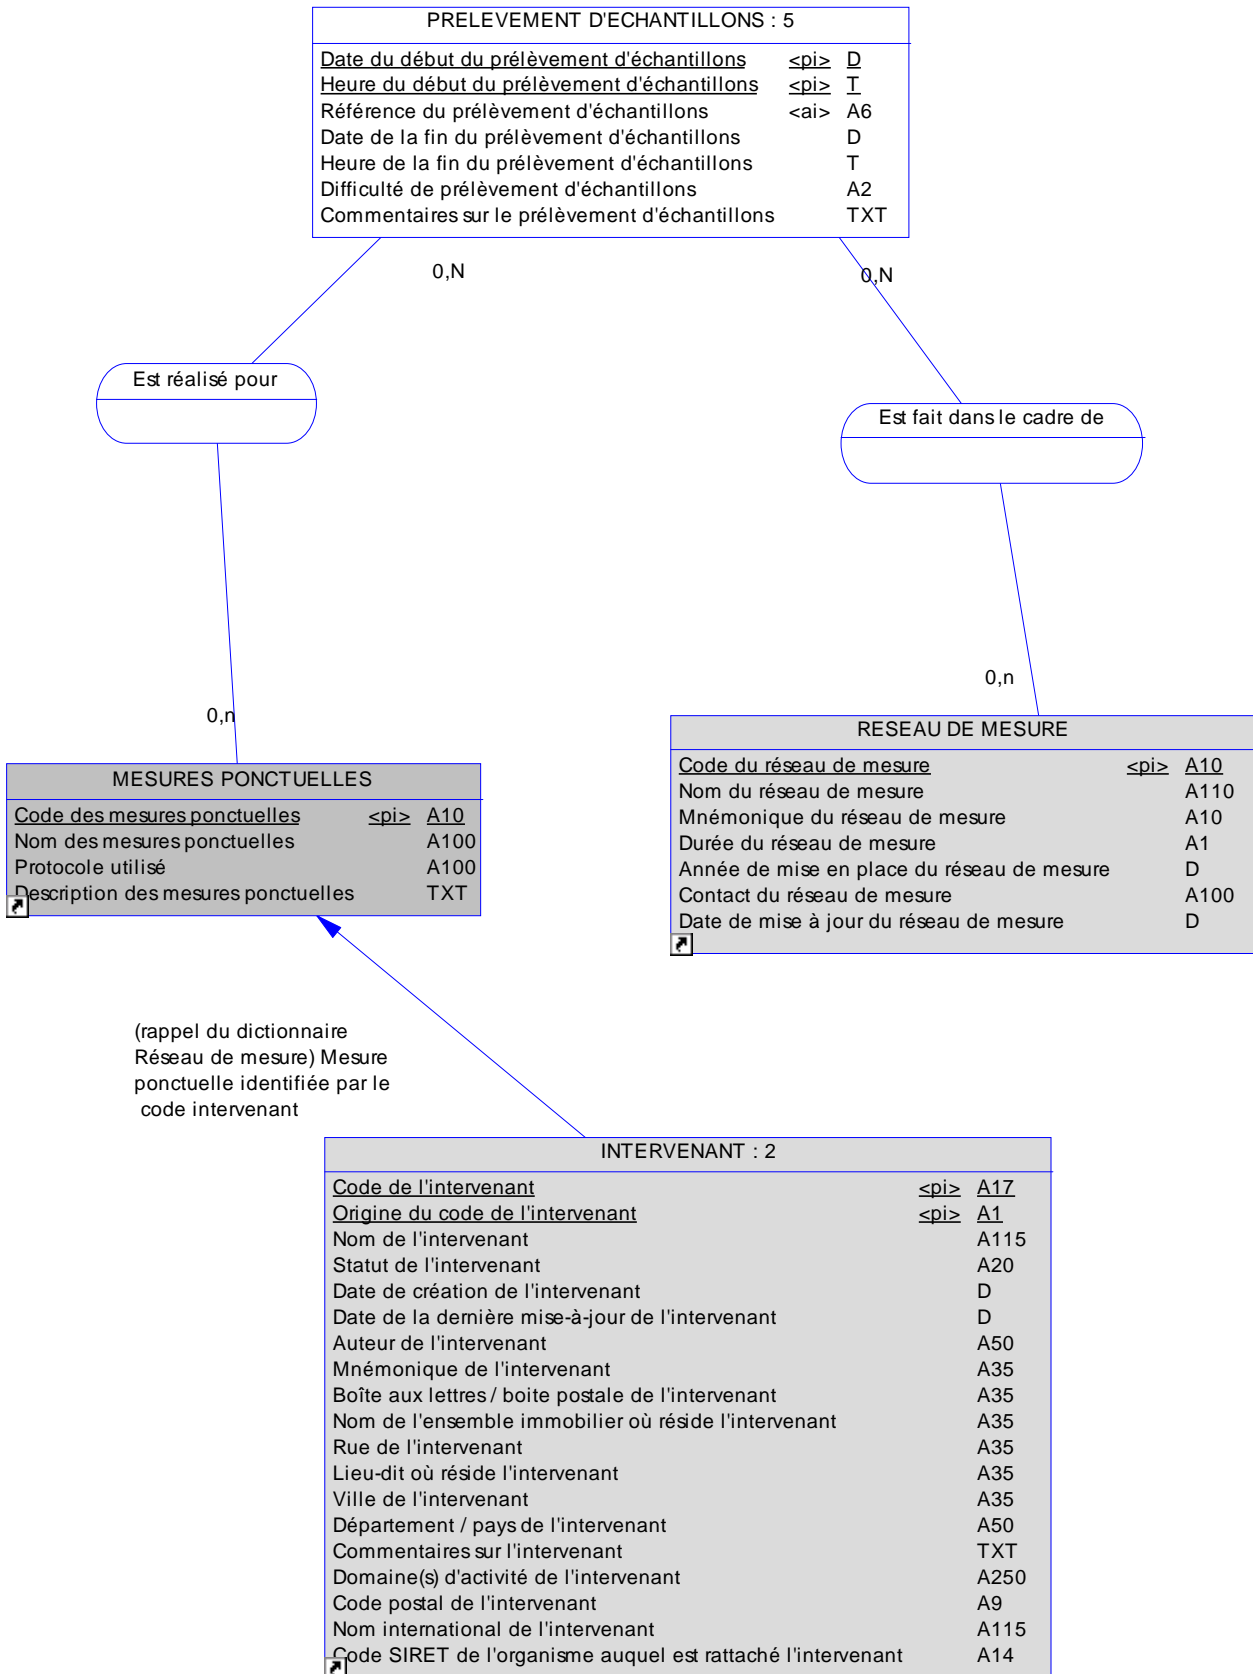 PRELEVEMENT D'ECHANTILLONS : 5
Date du début du prélèvement d'échantillons <pi> D
Heure du début du prélèvement d'échantillons <pi> T
Référence du prélèvement d'échantillons <ai> A6
Date de la fin du prélèvement d'échantillons D
Heure de la fin du prélèvement d'échantillons T
Difficulté de prélèvement d'échantillons A2
Commentaires sur le prélèvement d'échantillons TXT
0,N
0,N
Est réalisé pour
Est fait dans le cadre de
0,n
0,n
MESURES PONCTUELLES
Code des mesures ponctuelles <pi> A10
Nom des mesures ponctuelles A100
Protocole utilisé A100
Description des mesures ponctuelles TXT
RESEAU DE MESURE
Code du réseau de mesure <pi> A10
Nom du réseau de mesure A110
Mnémonique du réseau de mesure A10
Durée du réseau de mesure A1
Année de mise en place du réseau de mesure D
Contact du réseau de mesure A100
Date de mise à jour du réseau de mesure D
(rappel du dictionnaire
Réseau de mesure) Mesure
ponctuelle identifiée par le
code intervenant
INTERVENANT : 2
Code de l'intervenant <pi> A17
Origine du code de l'intervenant <pi> A1
Nom de l'intervenant A115
Statut de l'intervenant A20
Date de création de l'intervenant D
Date de la dernière mise-à-jour de l'intervenant D
Auteur de l'intervenant A50
Mnémonique de l'intervenant A35
Boîte aux lettres / boite postale de l'intervenant A35
Nom de l'ensemble immobilier où réside l'intervenant A35
Rue de l'intervenant A35
Lieu-dit où réside l'intervenant A35
Ville de l'intervenant A35
Département / pays de l'intervenant A50
Commentaires sur l'intervenant TXT
Domaine(s) d'activité de l'intervenant A250
Code postal de l'intervenant A9
Nom international de l'intervenant A115
Code SIRET de l'organisme auquel est rattaché l'intervenant A14